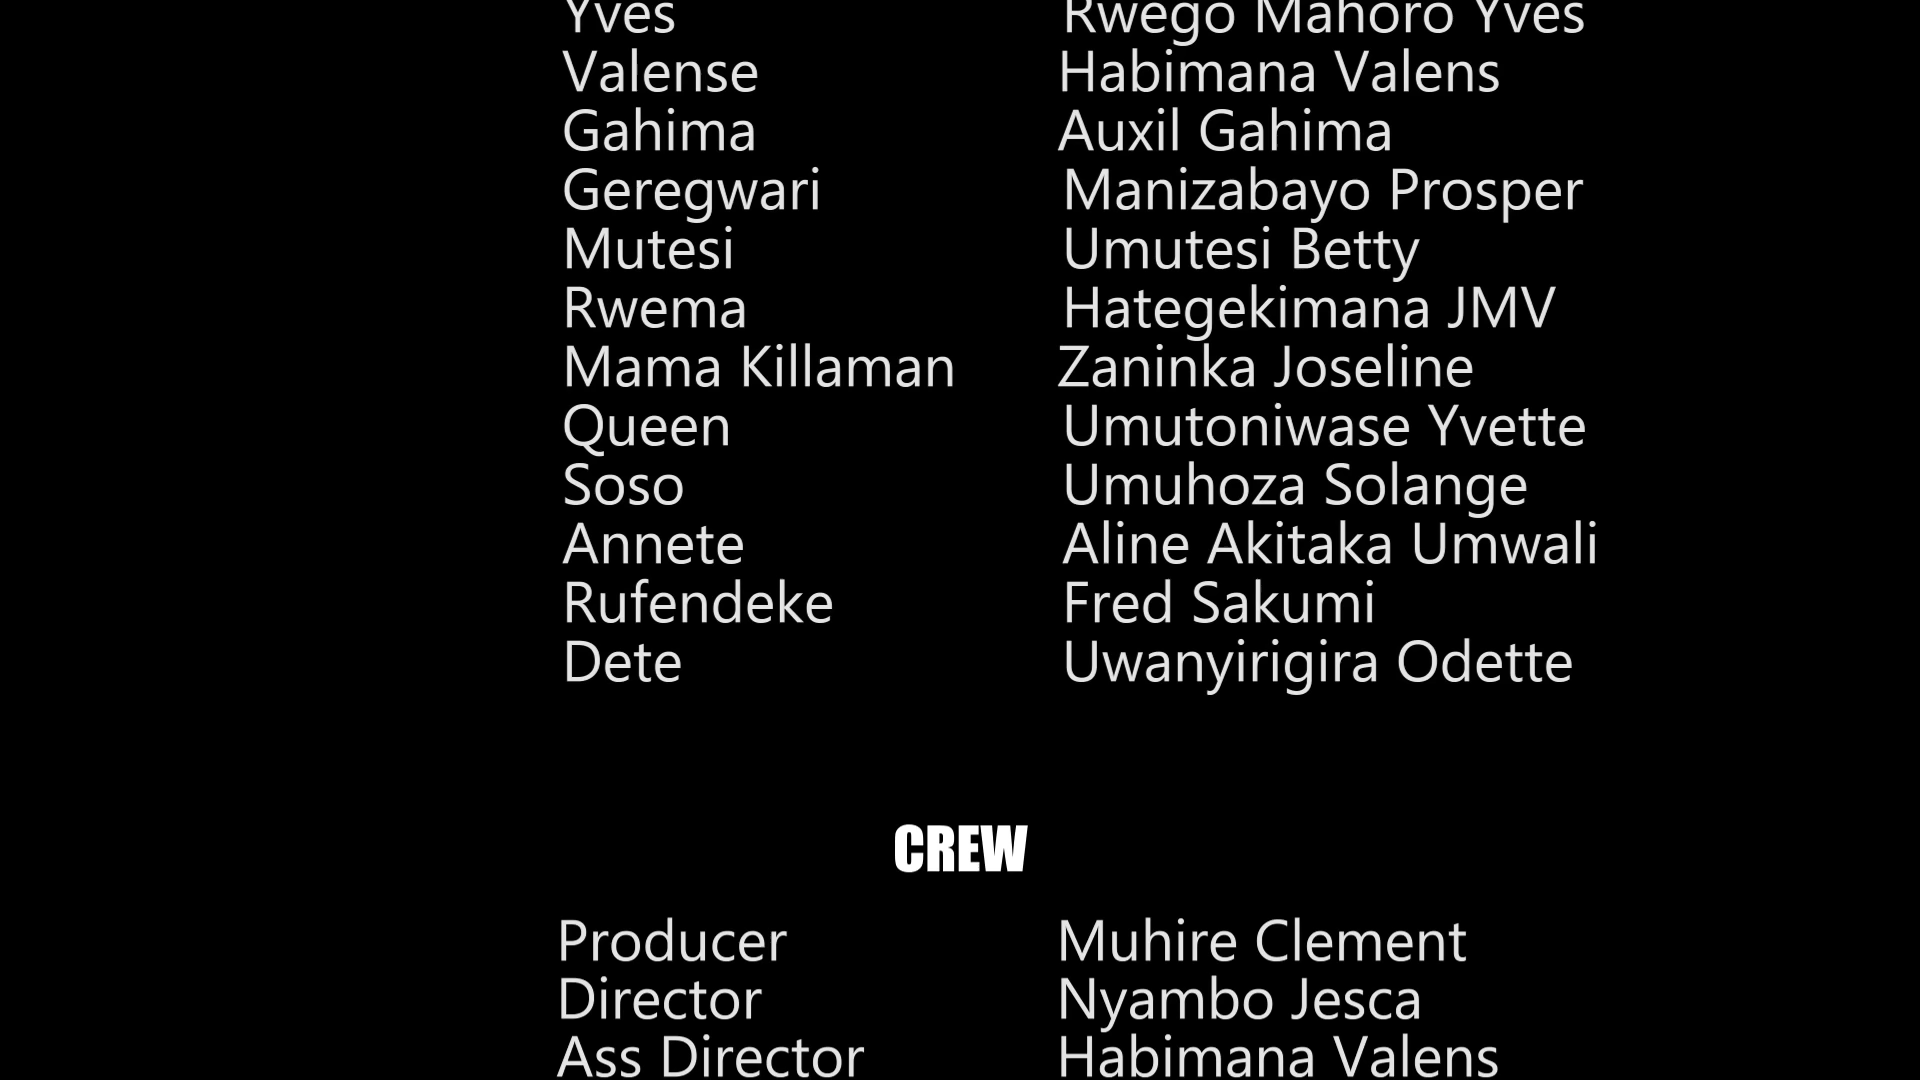 Yves Rwego Mahoro Yves
Valense Habimana Valens
Gahima Auxil Gahima
Geregwari Manizabayo Prosper
Mutesi Umutesi Betty
Rwema Hategekimana JMV
Mama Killaman Zaninka Joseline
Queen Umutoniwase Yvette
Soso Umuhoza Solange
Annete Aline Akitaka Umwali
Rufendeke Fred Sakumi
Dete Uwanyirigira Odette
CREW
Producer Muhire Clement
Director Nyambo Jesca
Ass Director Habimana Valens